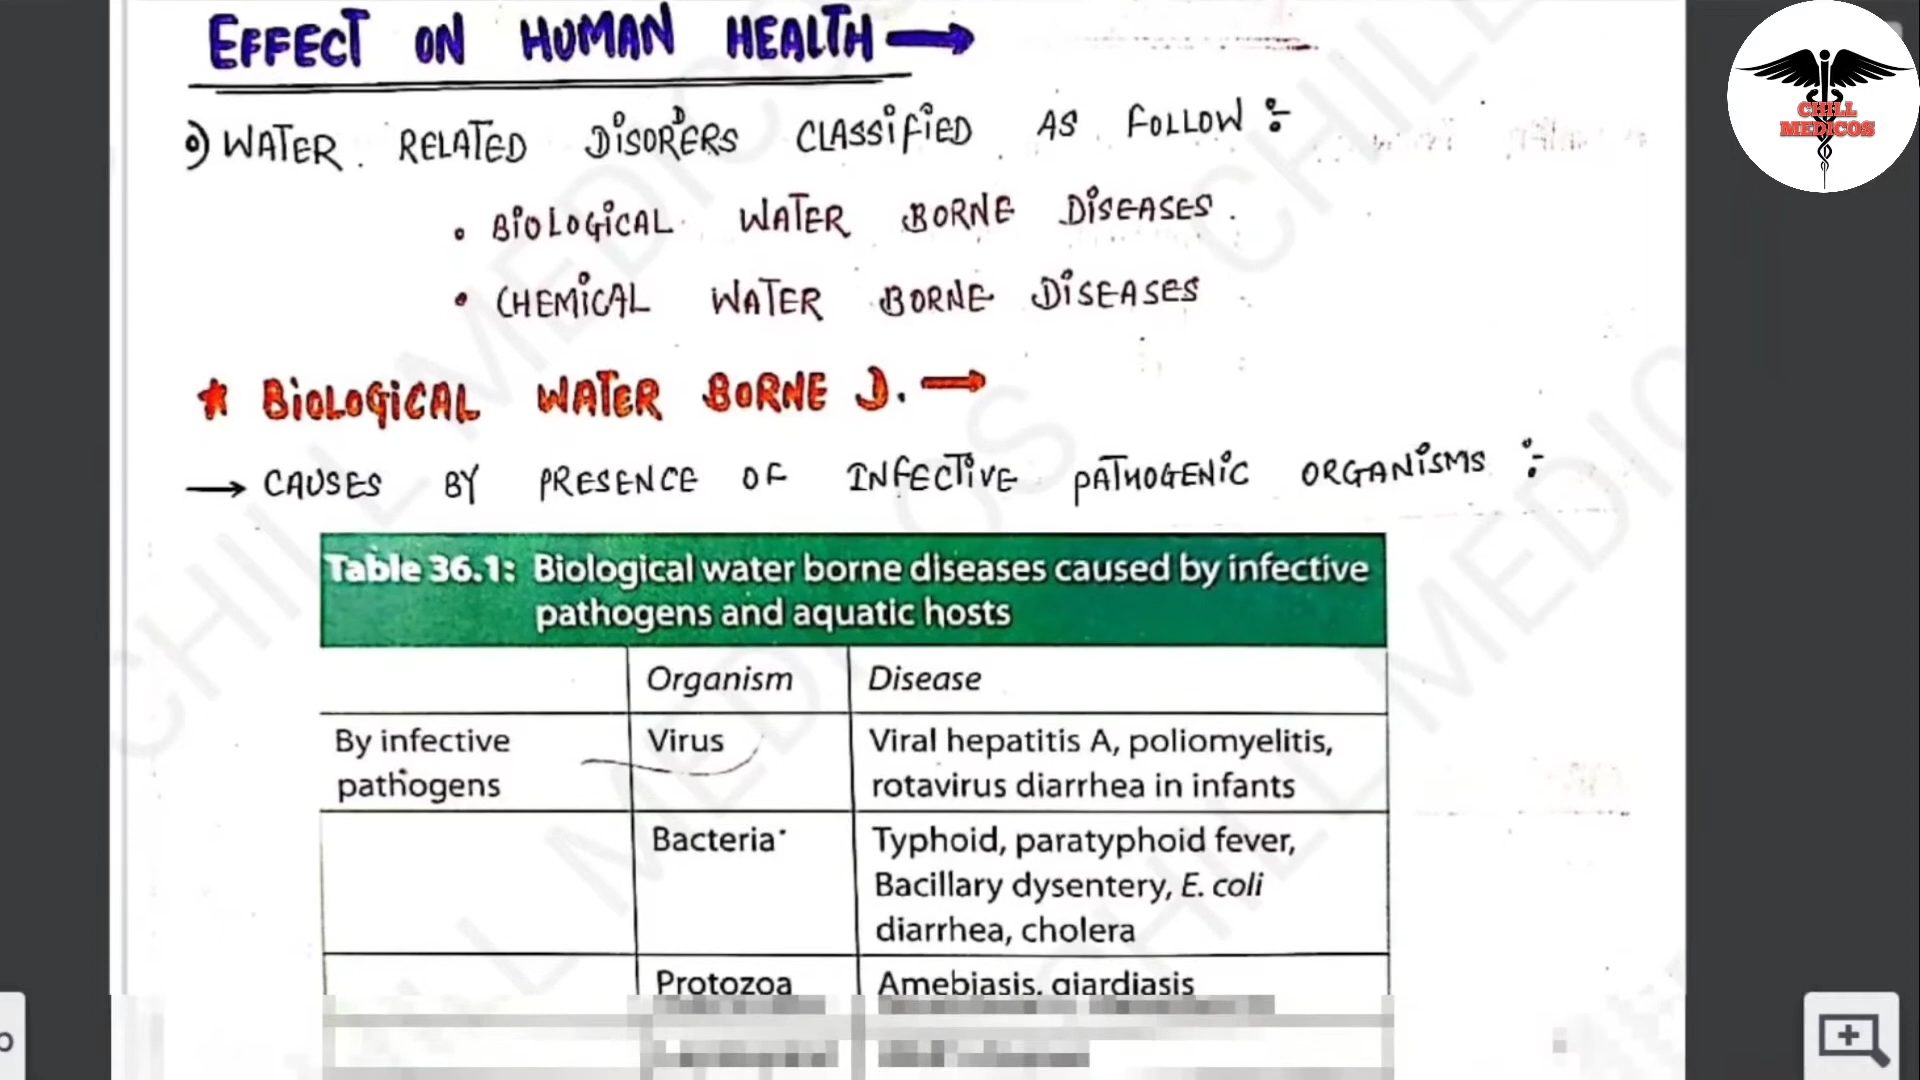 EFFECT ON HUMAN HEALTH →
CHILL
MEDICOS
WATER RELATED DISORDERS CLASSIFIED AS FOLLOW :-
• BIOLOGICAL WATER BORNE DISEASES.
• CHEMICAL WATER BORNE DISEASES
★ BIOLOGICAL WATER BORNE D. →
→ CAUSES BY PRESENCE OF INFECTIVE PATHOGENIC ORGANISMS :-
Table 36.1: Biological water borne diseases caused by infective
pathogens and aquatic hosts
Organism Disease
By infective Virus Viral hepatitis A, poliomyelitis,
pathogens rotavirus diarrhea in infants
Bacteria Typhoid, paratyphoid fever,
Bacillary dysentery, E. coli
diarrhea, cholera
Protozoa Amebiasis, giardiasis
CHILL MEDICOS